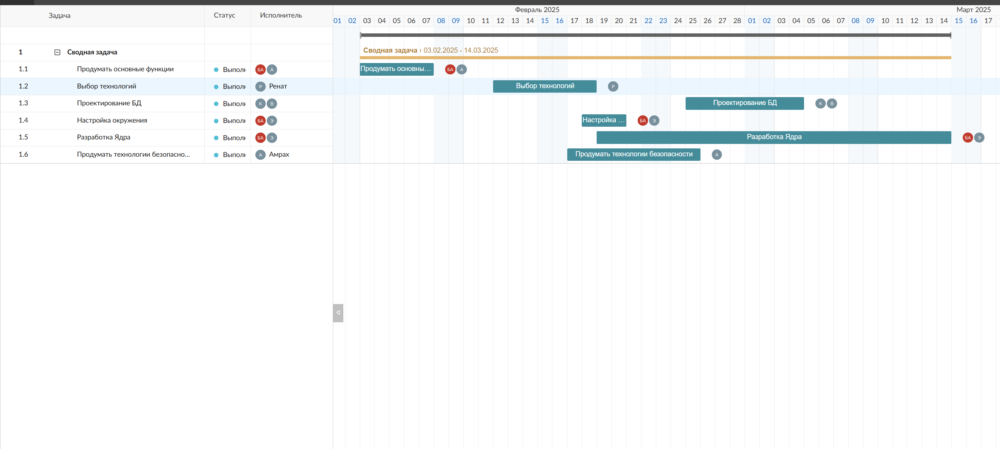 Задача Статус Исполнитель Февраль 2025 Март 2025
01 02 03 04 05 06 07 08 09 10 11 12 13 14 15 16 17 18 19 20 21 22 23 24 25 26 27 28 01 02 03 04 05 06 07 08 09 10 11 12 13 14 15 16 17
1 Сводная задача Сводная задача 03.02.2025 - 14.03.2025
1.1 Продумать основные функции Выполн БА А Продумать основны... БА А
1.2 Выбор технологий Выполн Р Ренат Выбор технологий Р
1.3 Проектирование БД Выполн К В Проектирование БД К В
1.4 Настройка окружения Выполн БА Э Настройка ... БА Э
1.5 Разработка Ядра Выполн БА Э Разработка Ядра БА Э
1.6 Продумать технологии безопасно... Выполн А Амрах Продумать технологии безопасности А